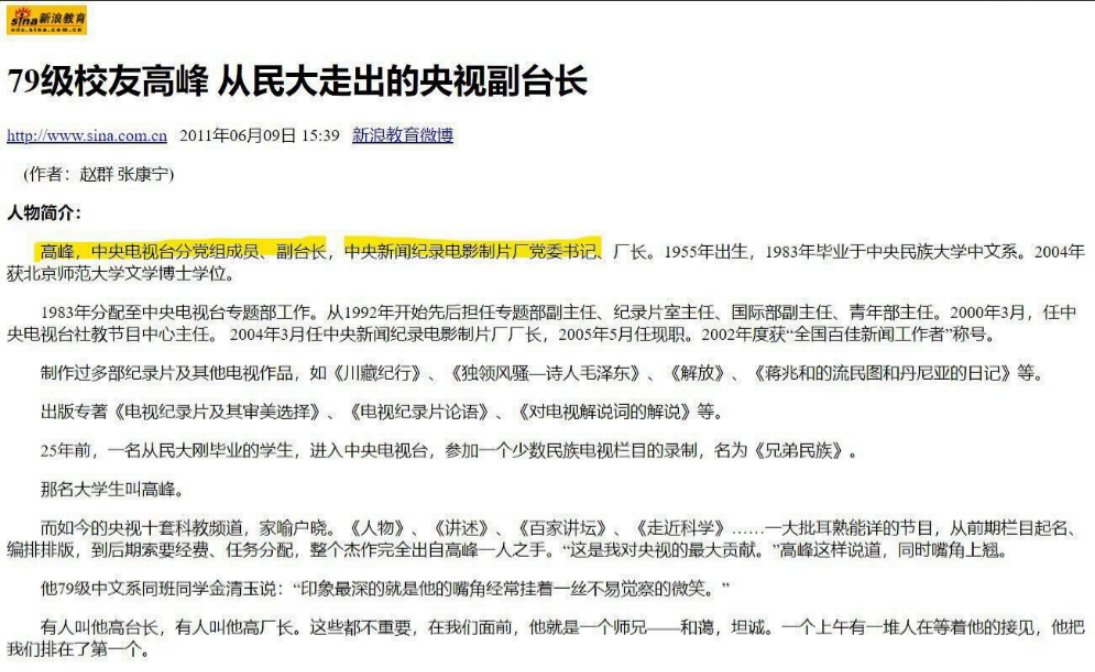 sina新浪教育
edu.sina.com.cn
79级校友高峰 从民大走出的央视副台长
http://www.sina.com.cn 2011年06月09日 15:39 新浪教育微博
(作者：赵群 张康宁)
人物简介：
高峰，中央电视台分党组成员、副台长，中央新闻纪录电影制片厂党委书记、厂长。1955年出生，1983年毕业于中央民族大学中文系。2004年
获北京师范大学文学博士学位。
1983年分配至中央电视台专题部工作。从1992年开始先后担任专题部副主任、纪录片室主任、国际部副主任、青年部主任。2000年3月，任中
央电视台社教节目中心主任。 2004年3月任中央新闻纪录电影制片厂厂长，2005年5月任现职。2002年度获“全国百佳新闻工作者”称号。
制作过多部纪录片及其他电视作品，如《川藏纪行》、《独领风骚—诗人毛泽东》、《解放》、《蒋兆和的流民图和丹尼亚的日记》等。
出版专著《电视纪录片及其审美选择》、《电视纪录片论语》、《对电视解说词的解说》等。
25年前，一名从民大刚毕业的学生，进入中央电视台，参加一个少数民族电视栏目的录制，名为《兄弟民族》。
那名大学生叫高峰。
而如今的央视十套科教频道，家喻户晓。《人物》、《讲述》、《百家讲坛》、《走近科学》……一大批耳熟能详的节目，从前期栏目起名、
编排排版，到后期索要经费、任务分配，整个杰作完全出自高峰一人之手。“这是我对央视的最大贡献。”高峰这样说道，同时嘴角上翘。
他79级中文系同班同学金清玉说：“印象最深的就是他的嘴角经常挂着一丝不易觉察的微笑。”
有人叫他高台长，有人叫他高厂长。这些都不重要，在我们面前，他就是一个师兄——和蔼，坦诚。一个上午有一堆人在等着他的接见，他把
我们排在了第一个。